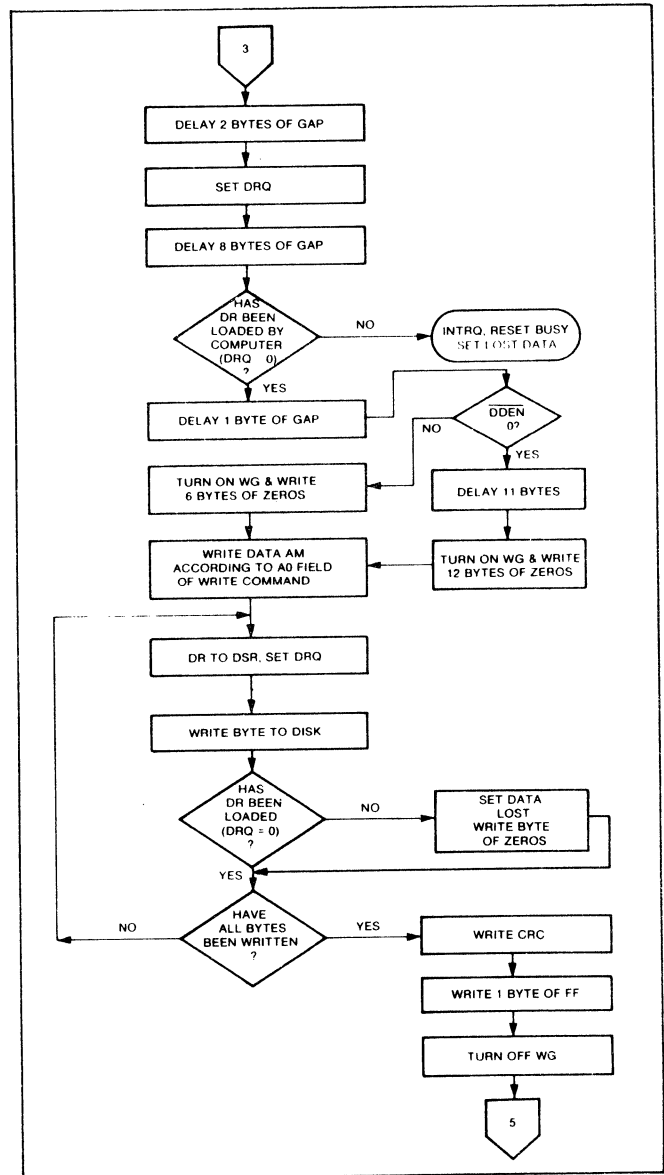 3
DELAY 2 BYTES OF GAP
SET DRQ
DELAY 8 BYTES OF GAP
HAS
DR BEEN
LOADED BY
COMPUTER
(DRQ 0)
?
NO
INTRQ, RESET BUSY
SET LOST DATA
YES
DELAY 1 BYTE OF GAP
DDEN
0?
NO
YES
TURN ON WG & WRITE
6 BYTES OF ZEROS
DELAY 11 BYTES
WRITE DATA AM
ACCORDING TO A0 FIELD
OF WRITE COMMAND
TURN ON WG & WRITE
12 BYTES OF ZEROS
DR TO DSR, SET DRQ
WRITE BYTE TO DISK
HAS
DR BEEN
LOADED
(DRQ = 0)
?
NO
SET DATA
LOST
WRITE BYTE
OF ZEROS
YES
HAVE
ALL BYTES
BEEN WRITTEN
?
NO
YES
WRITE CRC
WRITE 1 BYTE OF FF
TURN OFF WG
5